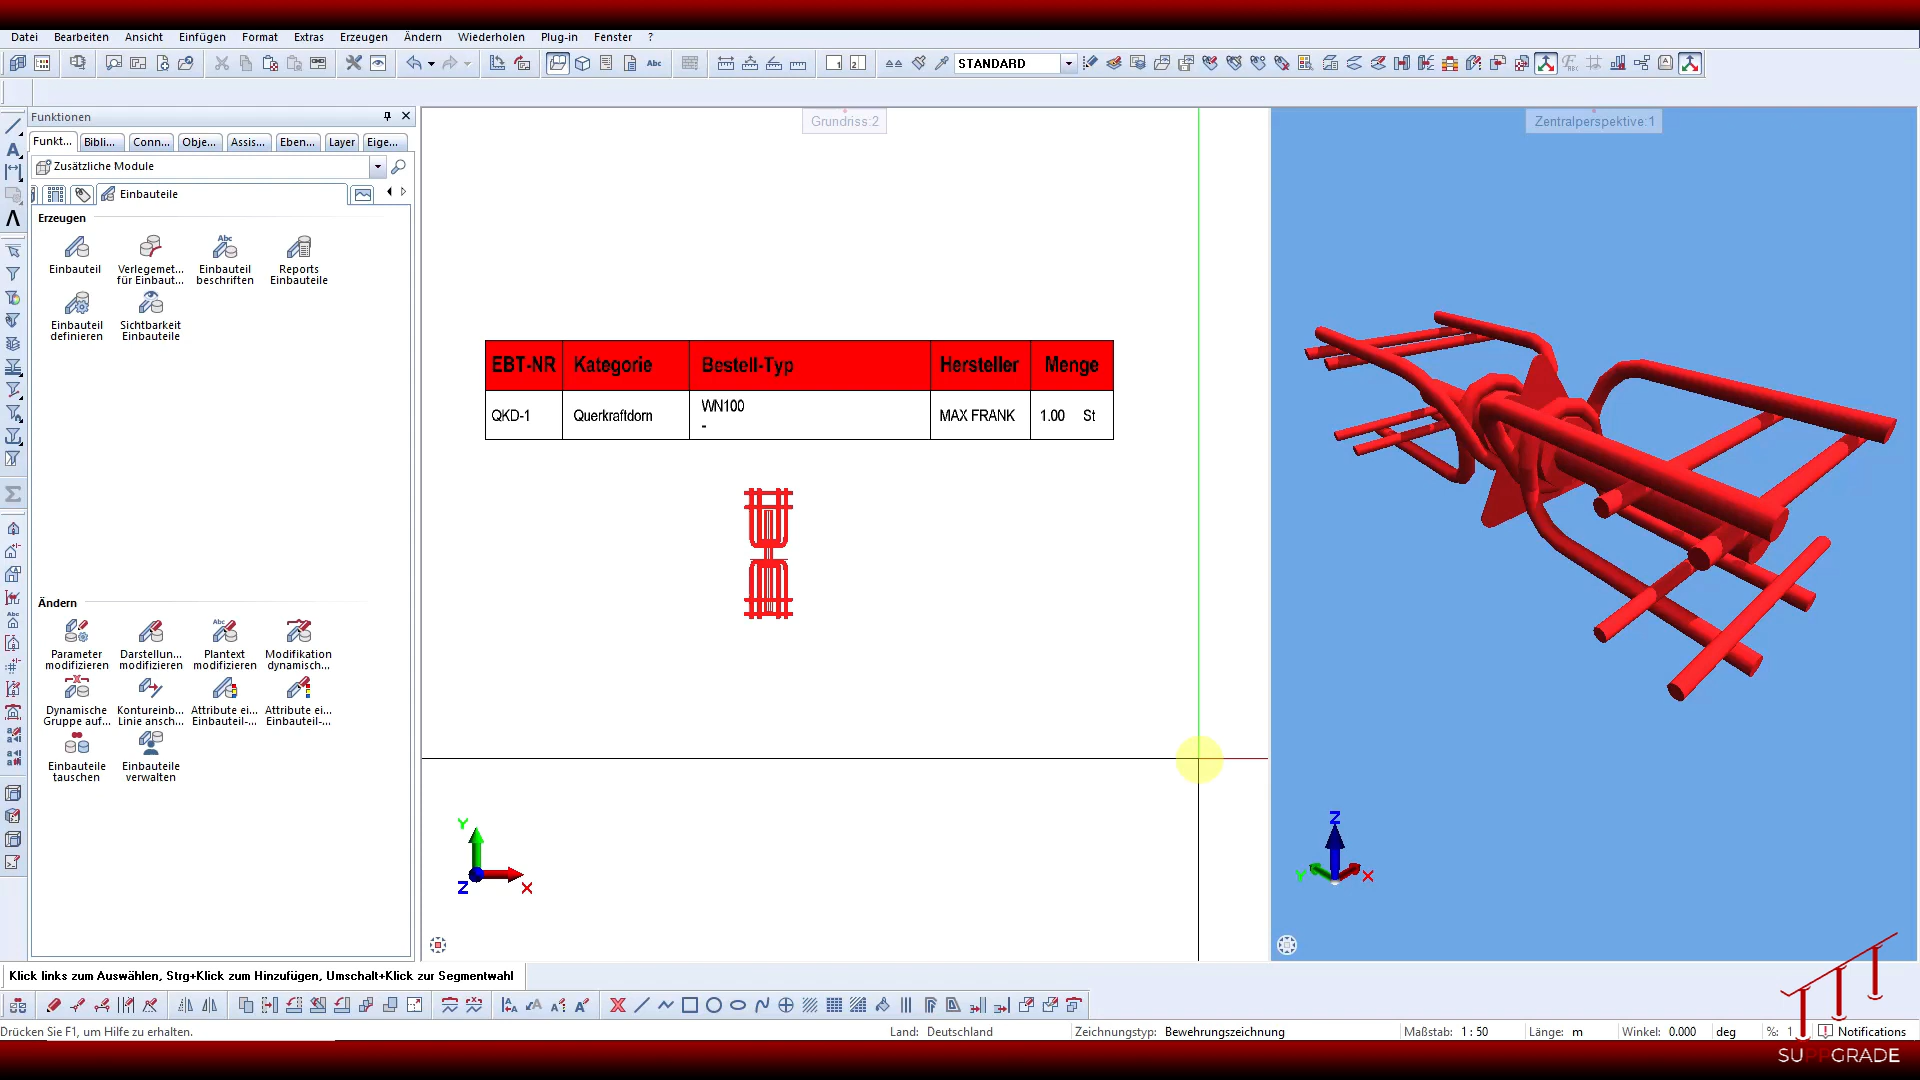 Datei Bearbeiten Ansicht Einfügen Format Extras Erzeugen Ändern Wiederholen Plug-in Fenster ?
STANDARD
Funktionen
Funkt... Bibli... Conn... Obje... Assis... Eben... Layer Eige...
Zusätzliche Module
Einbauteile
Erzeugen
Einbauteil
Verlegemet...
für Einbaut...
Einbauteil
beschriften
Reports
Einbauteile
Einbauteil
definieren
Sichtbarkeit
Einbauteile
Ändern
Parameter
modifizieren
Darstellun...
modifizieren
Plantext
modifizieren
Modifikation
dynamisch...
Dynamische
Gruppe auf...
Kontureinb...
Linie ansch...
Attribute ei...
Einbauteil-...
Attribute ei...
Einbauteil-...
Einbauteile
tauschen
Einbauteile
verwalten
Grundriss:2
EBT-NR Kategorie Bestell-Typ Hersteller Menge
QKD-1 Querkraftdorn WN100 MAX FRANK 1.00 St
-
Y
Z X
Zentralperspektive:1
Z
Y X
Klick links zum Auswählen, Strg+Klick zum Hinzufügen, Umschalt+Klick zur Segmentwahl
Drücken Sie F1, um Hilfe zu erhalten.
Land: Deutschland
Zeichnungstyp: Bewehrungszeichnung
Maßstab: 1 : 50
Länge: m
Winkel: 0.000 deg
%: 1
Notifications
SUPPGRADE